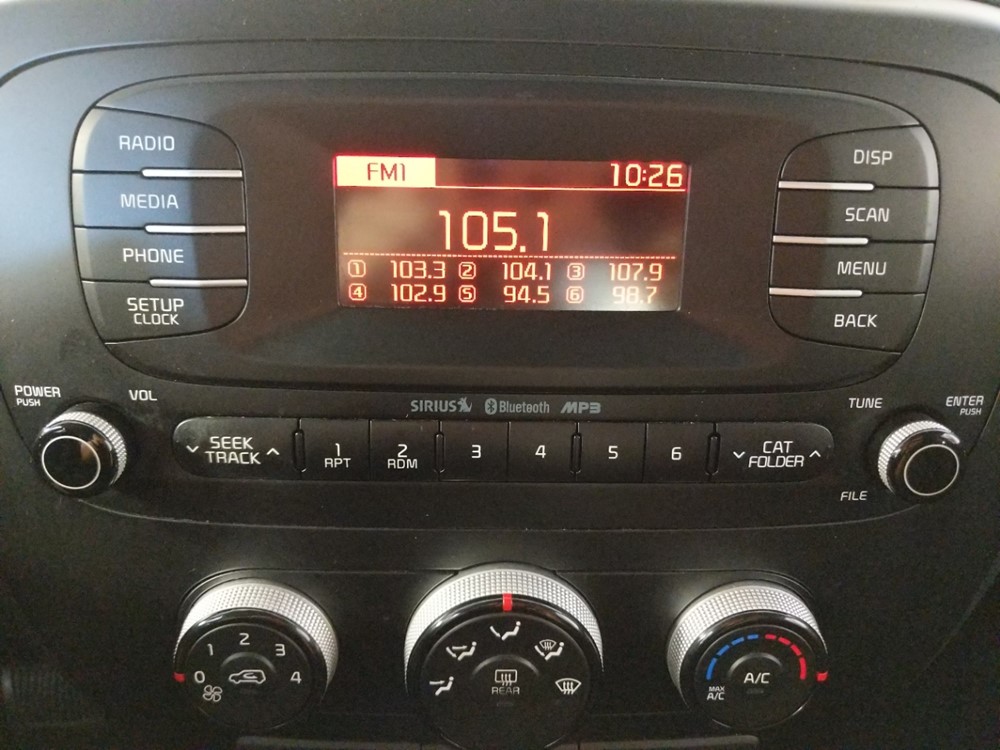 RADIO
MEDIA
PHONE
SETUP
CLOCK
FM1 10:26
105.1
1 103.3 2 104.1 3 107.9
4 102.9 5 94.5 6 98.7
DISP
SCAN
MENU
BACK
POWER
PUSH
VOL
SIRIUS Bluetooth MP3
TUNE
ENTER
PUSH
SEEK
TRACK
1
RPT
2
RDM
3
4
5
6
CAT
FOLDER
FILE
0 1 2 3 4
REAR
A/C
MAX
A/C